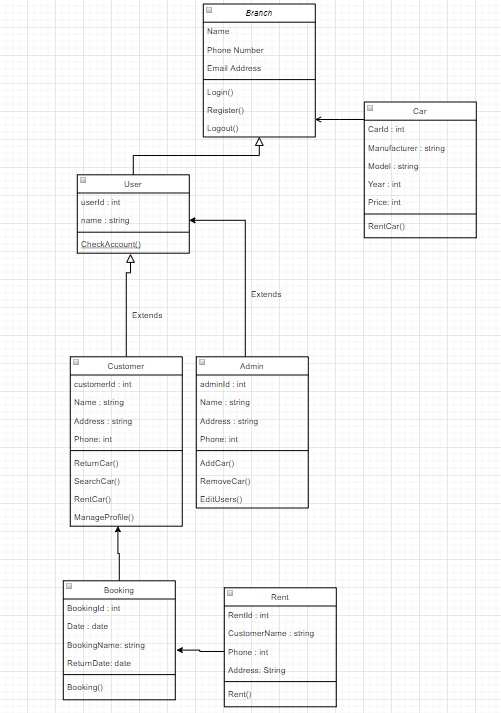 Branch
Name
Phone Number
Email Address
Login()
Register()
Logout()
Car
CarId : int
Manufacturer : string
Model : string
Year : int
Price: int
RentCar()
User
userId : int
name : string
CheckAccount()
Extends
Extends
Customer
customerId : int
Name : string
Address : string
Phone: int
ReturnCar()
SearchCar()
RentCar()
ManageProfile()
Admin
adminId : int
Name : string
Address : string
Phone: int
AddCar()
RemoveCar()
EditUsers()
Booking
BookingId : int
Date : date
BookingName: string
ReturnDate: date
Booking()
Rent
RentId : int
CustomerName : string
Phone : int
Address: String
Rent()